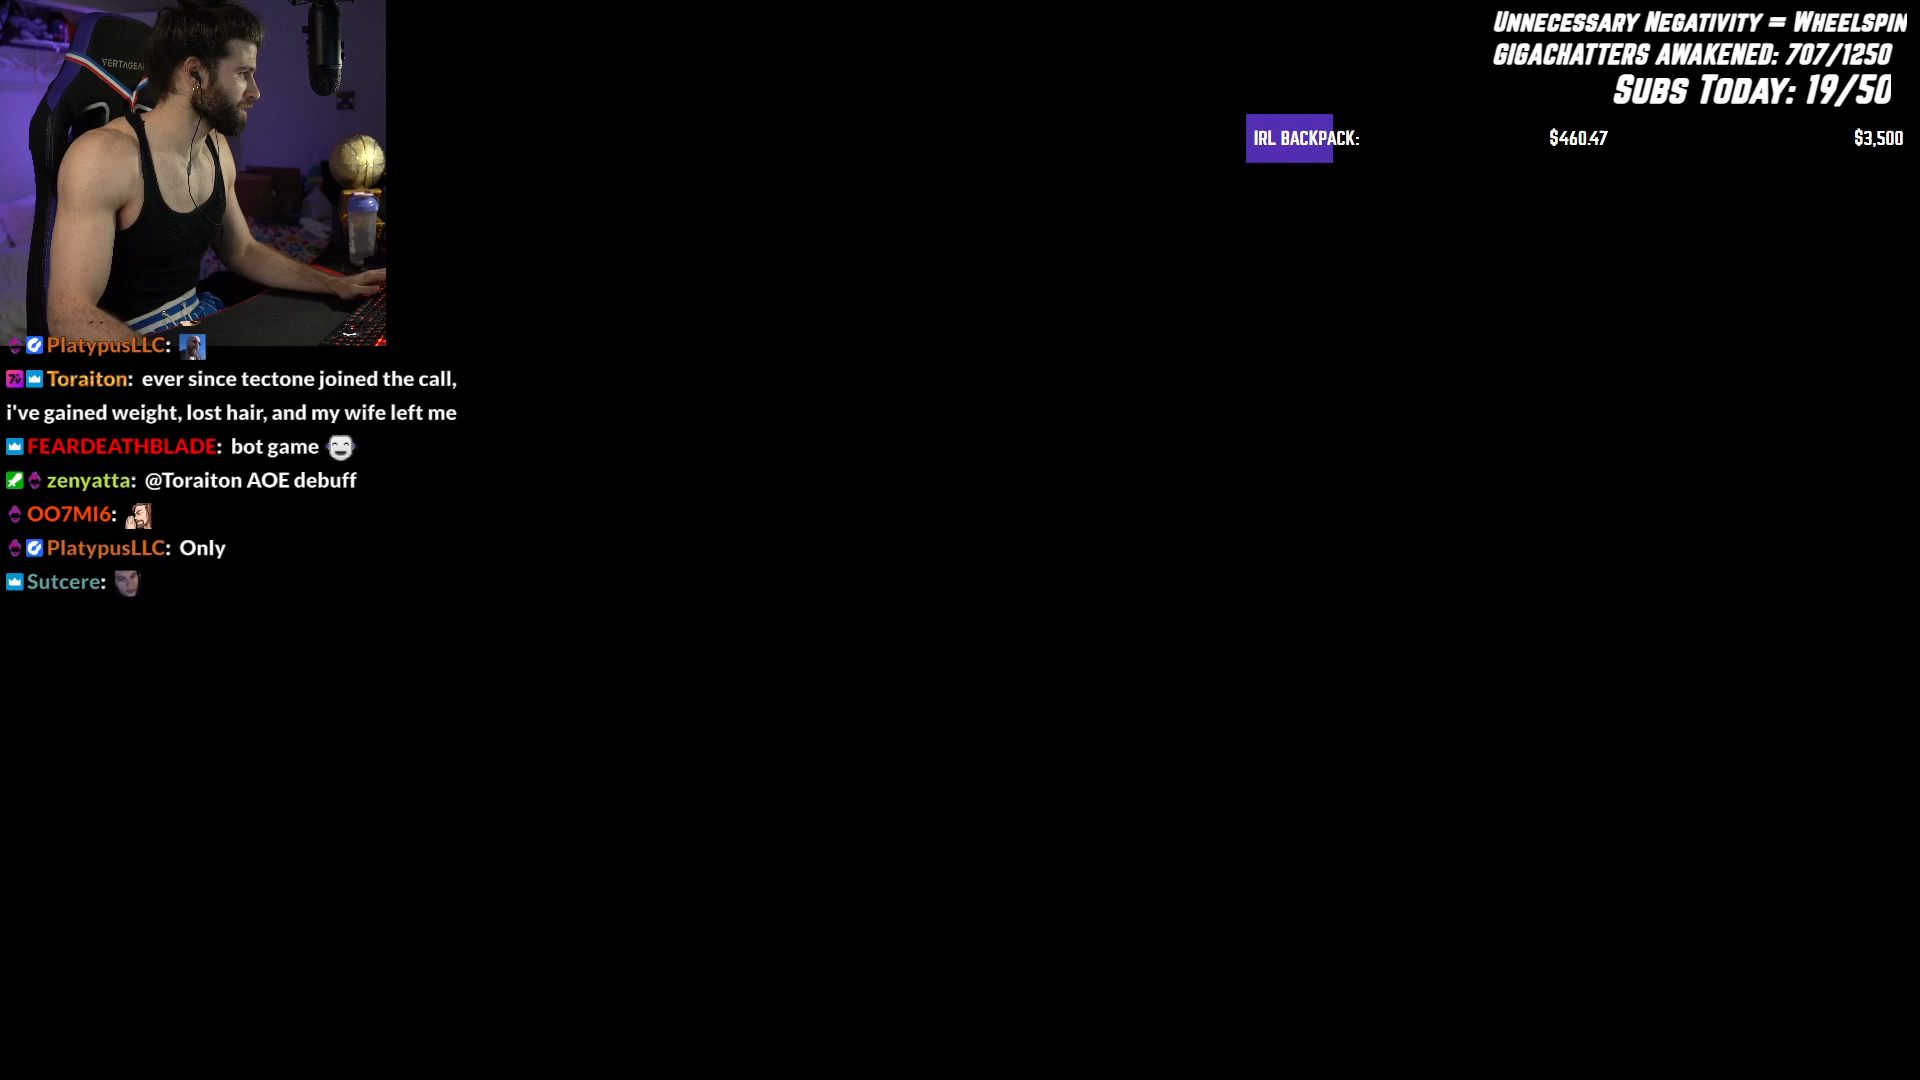 VERTAGEAR
UNNECESSARY NEGATIVITY = WHEELSPIN
GIGACHATTERS AWAKENED: 707/1250
SUBS TODAY: 19/50
IRL BACKPACK: $460.47 $3,500
PlatypusLLC:
Toraiton: ever since tectone joined the call,
i've gained weight, lost hair, and my wife left me
FEARDEATHBLADE: bot game
zenyatta: @Toraiton AOE debuff
OO7MI6:
PlatypusLLC: Only
Sutcere: